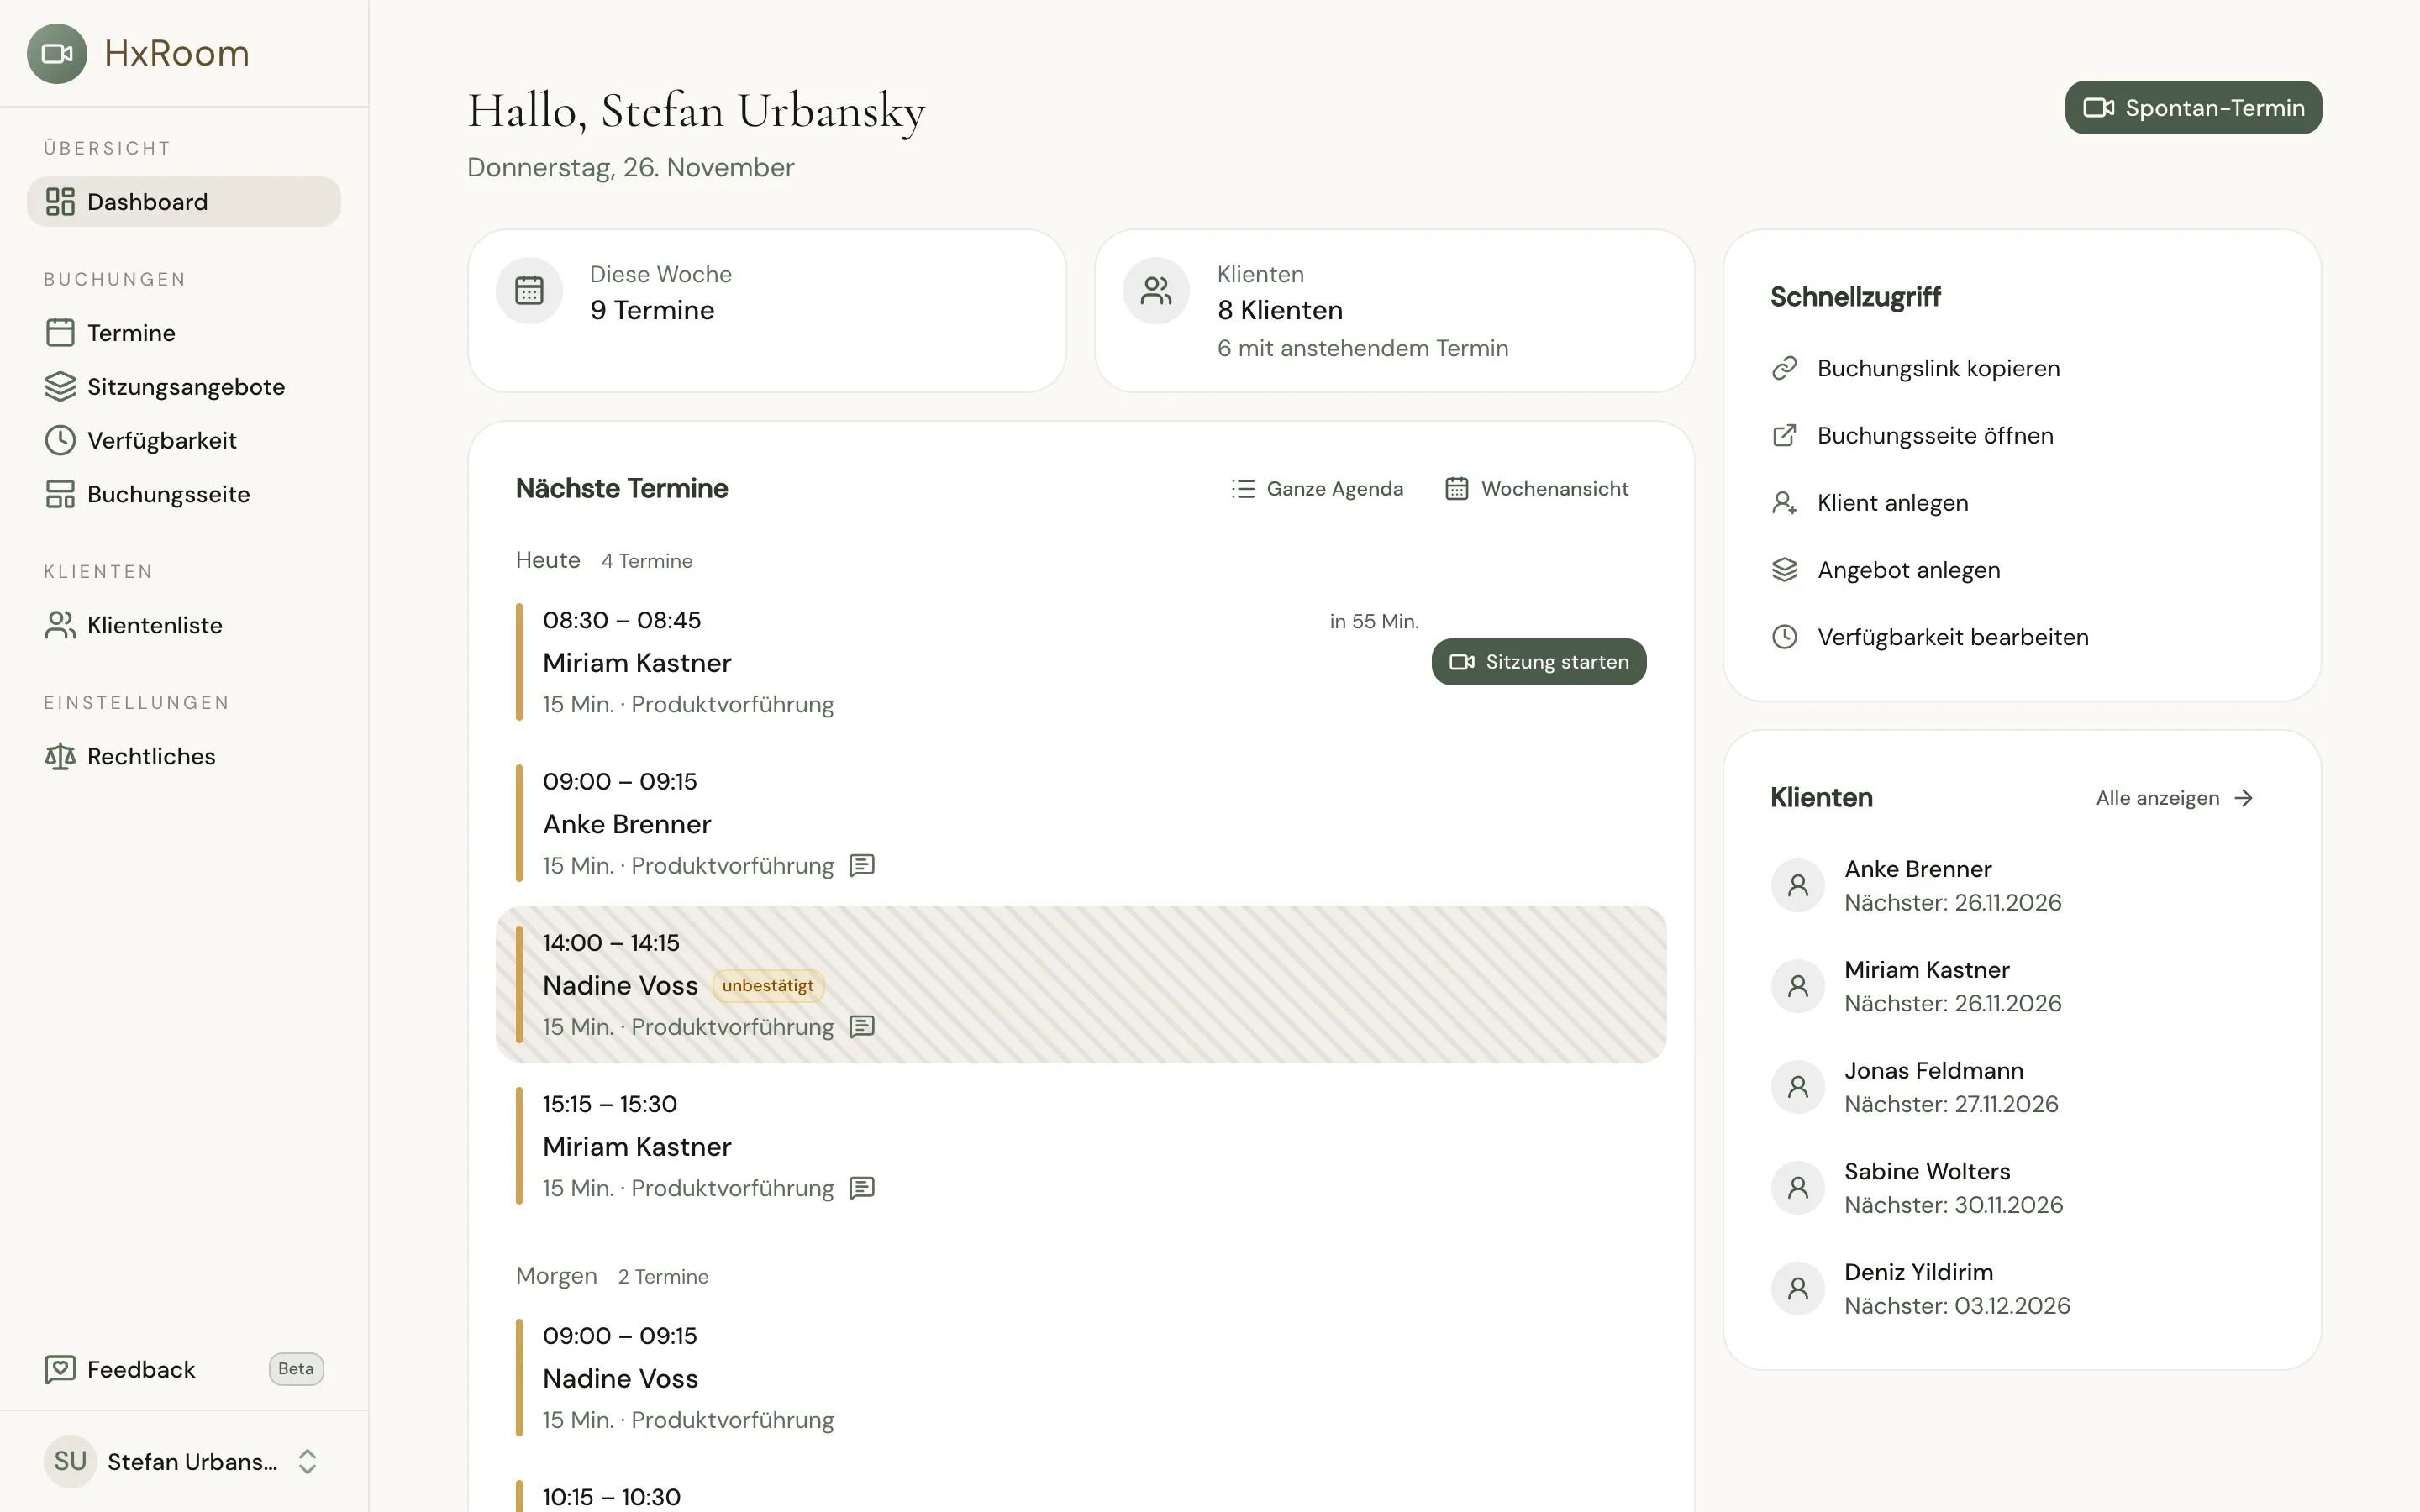 HxRoom
ÜBERSICHT
Dashboard
BUCHUNGEN
Termine
Sitzungsangebote
Verfügbarkeit
Buchungsseite
KLIENTEN
Klientenliste
EINSTELLUNGEN
Rechtliches
Feedback
Beta
SU
Stefan Urbans...
Hallo, Stefan Urbansky
Donnerstag, 26. November
Spontan-Termin
Diese Woche
9 Termine
Klienten
8 Klienten
6 mit anstehendem Termin
Nächste Termine
Ganze Agenda
Wochenansicht
Heute 4 Termine
08:30 – 08:45
in 55 Min.
Miriam Kastner
Sitzung starten
15 Min. · Produktvorführung
09:00 – 09:15
Anke Brenner
15 Min. · Produktvorführung
14:00 – 14:15
Nadine Voss unbestätigt
15 Min. · Produktvorführung
15:15 – 15:30
Miriam Kastner
15 Min. · Produktvorführung
Morgen 2 Termine
09:00 – 09:15
Nadine Voss
15 Min. · Produktvorführung
10:15 – 10:30
Schnellzugriff
Buchungslink kopieren
Buchungsseite öffnen
Klient anlegen
Angebot anlegen
Verfügbarkeit bearbeiten
Klienten
Alle anzeigen
Anke Brenner
Nächster: 26.11.2026
Miriam Kastner
Nächster: 26.11.2026
Jonas Feldmann
Nächster: 27.11.2026
Sabine Wolters
Nächster: 30.11.2026
Deniz Yildirim
Nächster: 03.12.2026